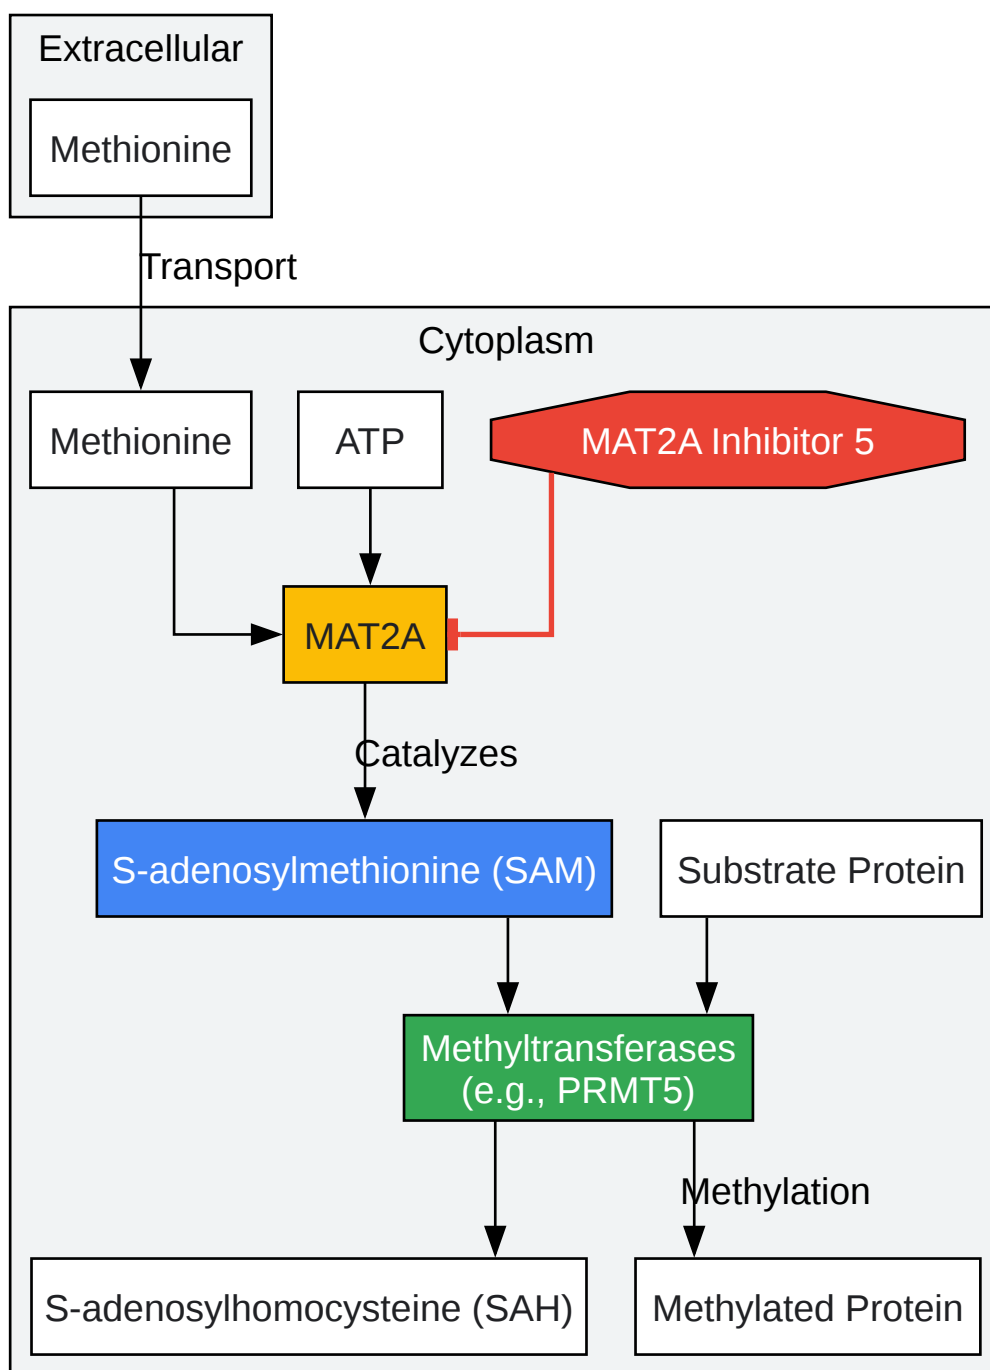 Extracellular
Methionine
Transport
Cytoplasm
Methionine
ATP
MAT2A Inhibitor 5
MAT2A
Catalyzes
S-adenosylmethionine (SAM)
Substrate Protein
Methyltransferases
(e.g., PRMT5)
Methylation
S-adenosylhomocysteine (SAH)
Methylated Protein